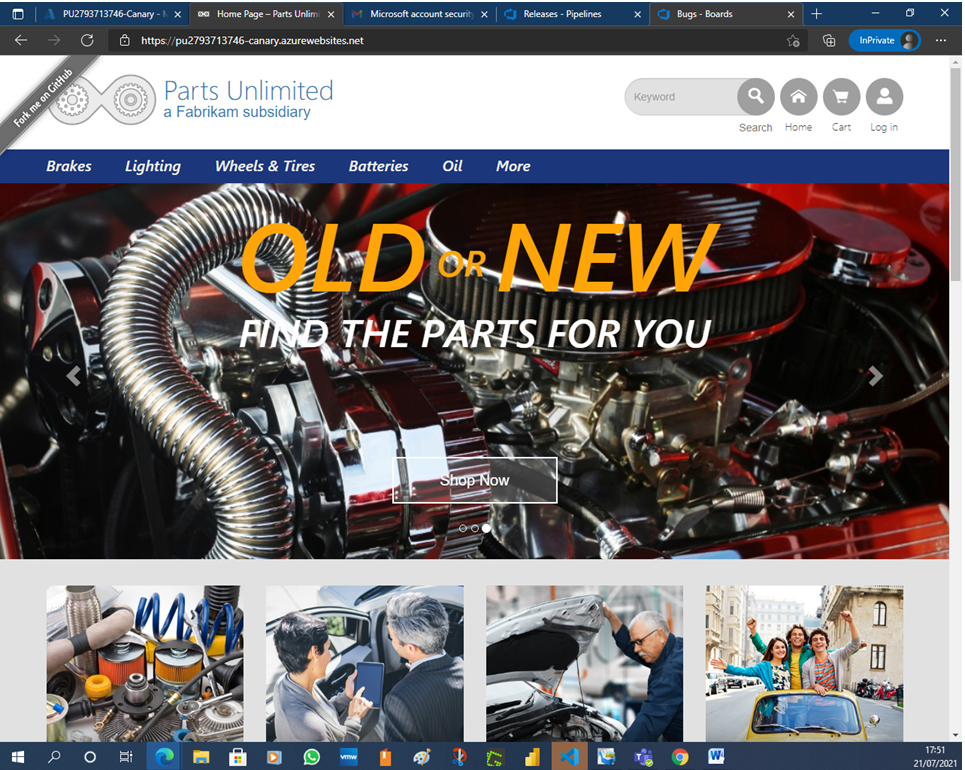 PU2793713746-Canary - M
Home Page – Parts Unlimi
Microsoft account security
Releases - Pipelines
Bugs - Boards
https://pu2793713746-canary.azurewebsites.net
InPrivate
Fork me on GitHub
Parts Unlimited
a Fabrikam subsidiary
Keyword
Search
Home
Cart
Log in
Brakes
Lighting
Wheels & Tires
Batteries
Oil
More
OLD OR NEW
FIND THE PARTS FOR YOU
Shop Now
vmw
17:51
21/07/2021